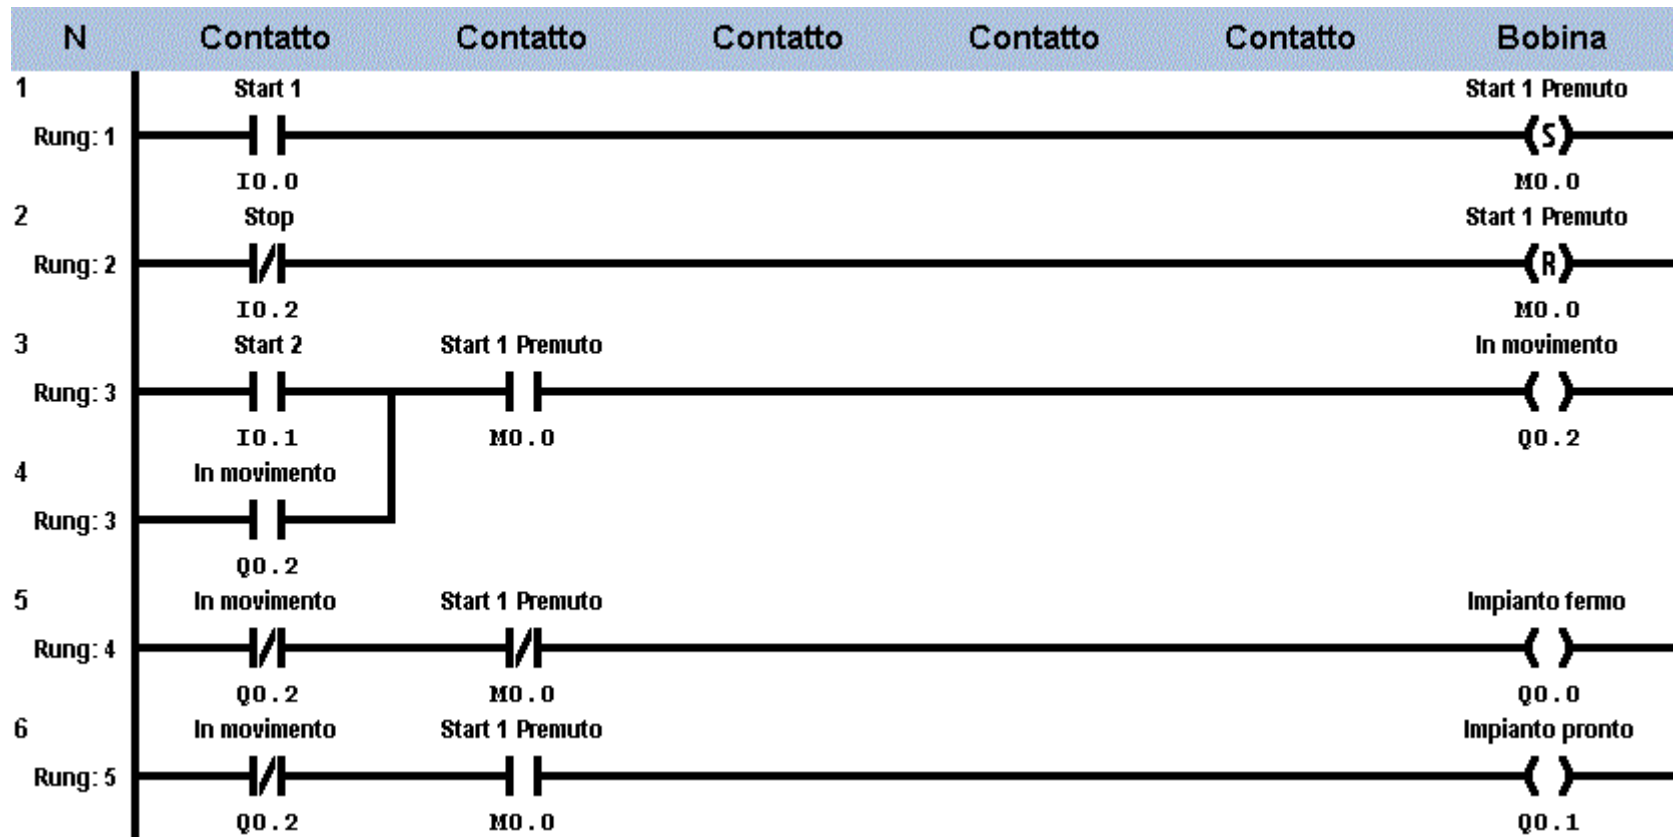 N Contatto Contatto Contatto Contatto Contatto Bobina
1 Start 1 Start 1 Premuto
Rung: 1 (S)
I0.0 M0.0
2 Stop Start 1 Premuto
Rung: 2 (R)
I0.2 M0.0
3 Start 2 Start 1 Premuto In movimento
Rung: 3
I0.1 M0.0 Q0.2
4 In movimento
Rung: 3
Q0.2
5 In movimento Start 1 Premuto Impianto fermo
Rung: 4
Q0.2 M0.0 Q0.0
6 In movimento Start 1 Premuto Impianto pronto
Rung: 5
Q0.2 M0.0 Q0.1